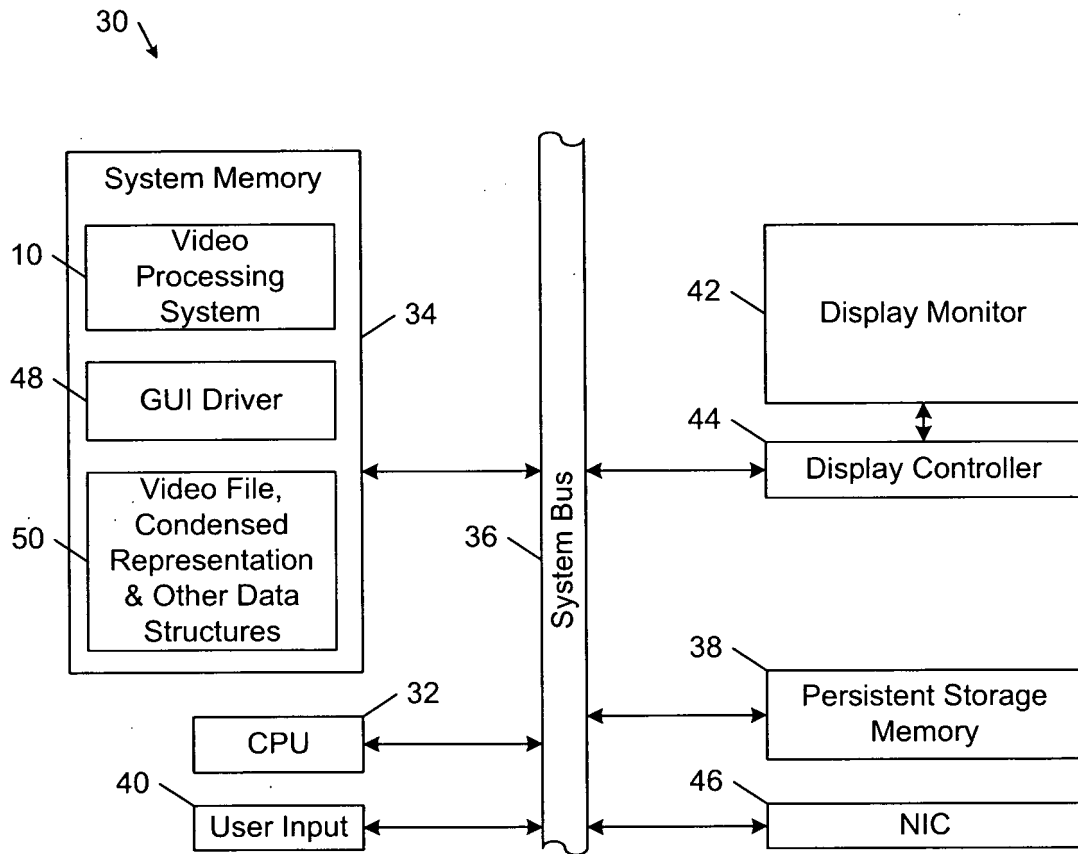 30
System Memory
10
Video
Processing
System
34
48
GUI Driver
50
Video File,
Condensed
Representation
& Other Data
Structures
32
CPU
40
User Input
36
System Bus
42
Display Monitor
44
Display Controller
38
Persistent Storage
Memory
46
NIC